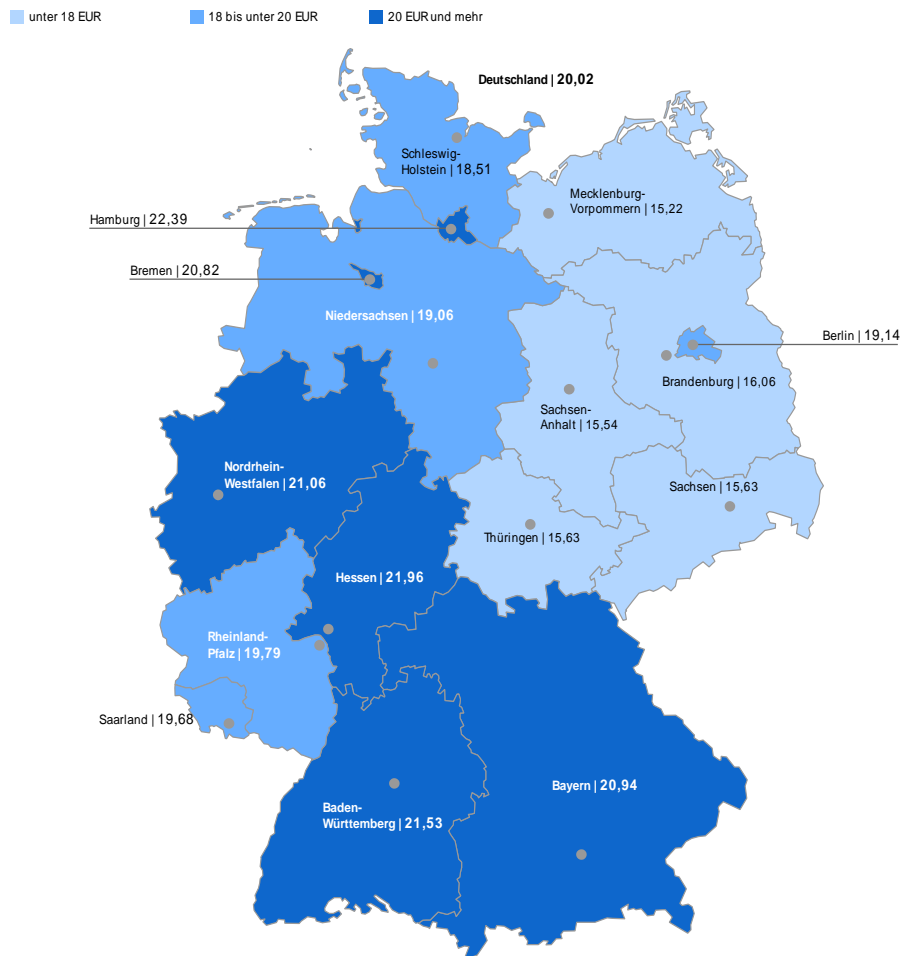 unter 18 EUR
18 bis unter 20 EUR
20 EUR und mehr
Deutschland | 20,02
Schleswig-
Holstein | 18,51
Mecklenburg-
Vorpommern | 15,22
Hamburg | 22,39
Bremen | 20,82
Niedersachsen | 19,06
Berlin | 19,14
Brandenburg | 16,06
Sachsen-
Anhalt | 15,54
Nordrhein-
Westfalen | 21,06
Sachsen | 15,63
Thüringen | 15,63
Hessen | 21,96
Rheinland-
Pfalz | 19,79
Saarland | 19,68
Bayern | 20,94
Baden-
Württemberg | 21,53